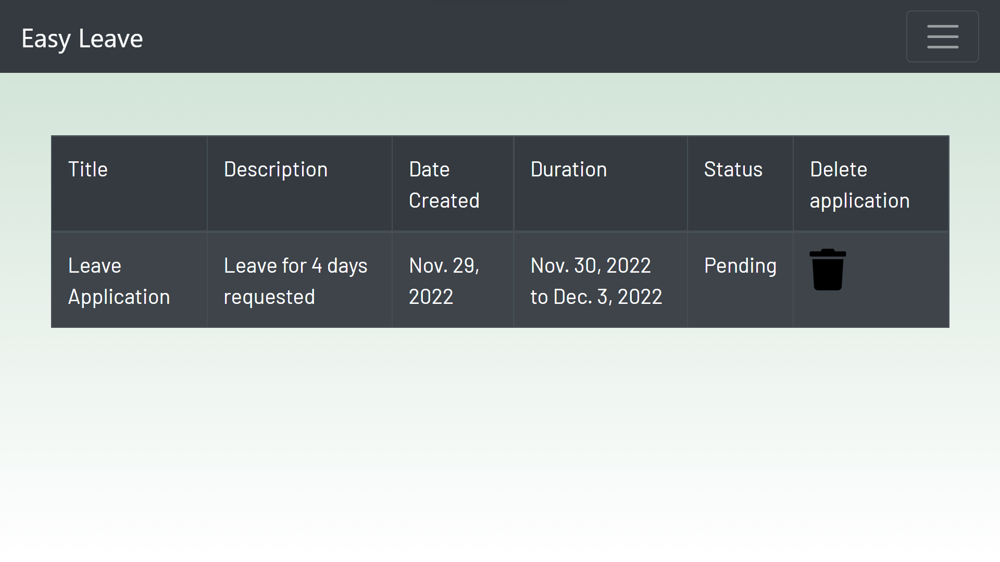 Easy Leave
Title
Description
Date
Created
Duration
Status
Delete
application
Leave
Application
Leave for 4 days
requested
Nov. 29,
2022
Nov. 30, 2022
to Dec. 3, 2022
Pending